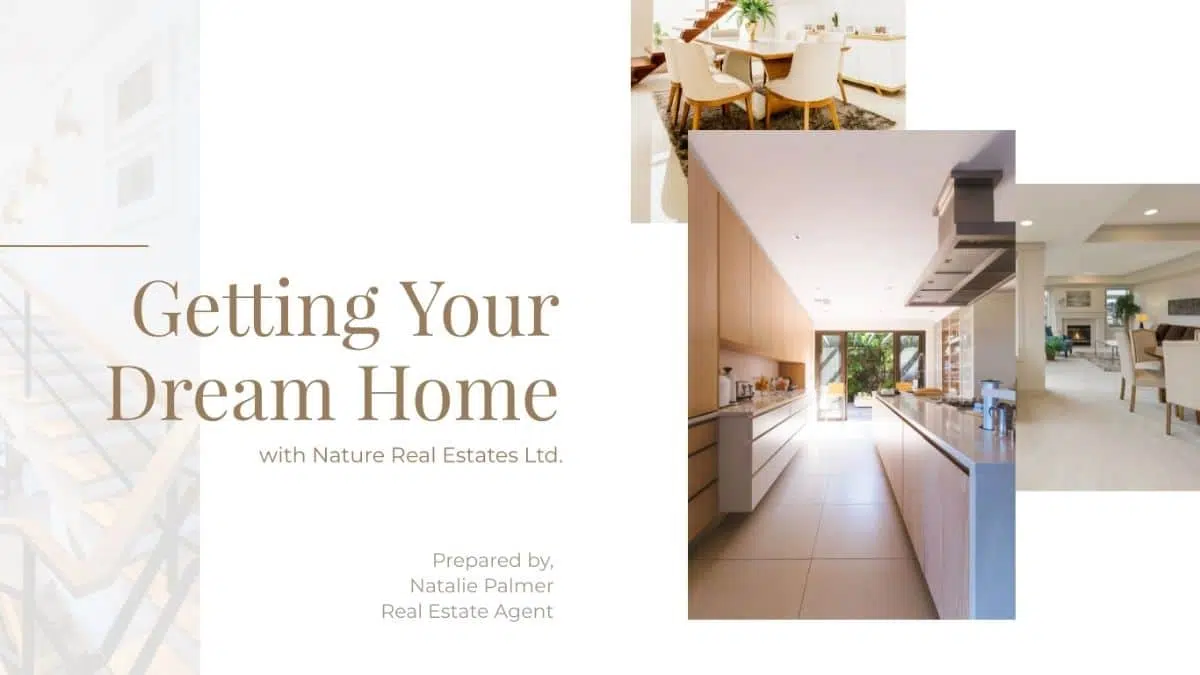 Getting Your
Dream Home
with Nature Real Estates Ltd.
Prepared by,
Natalie Palmer
Real Estate Agent